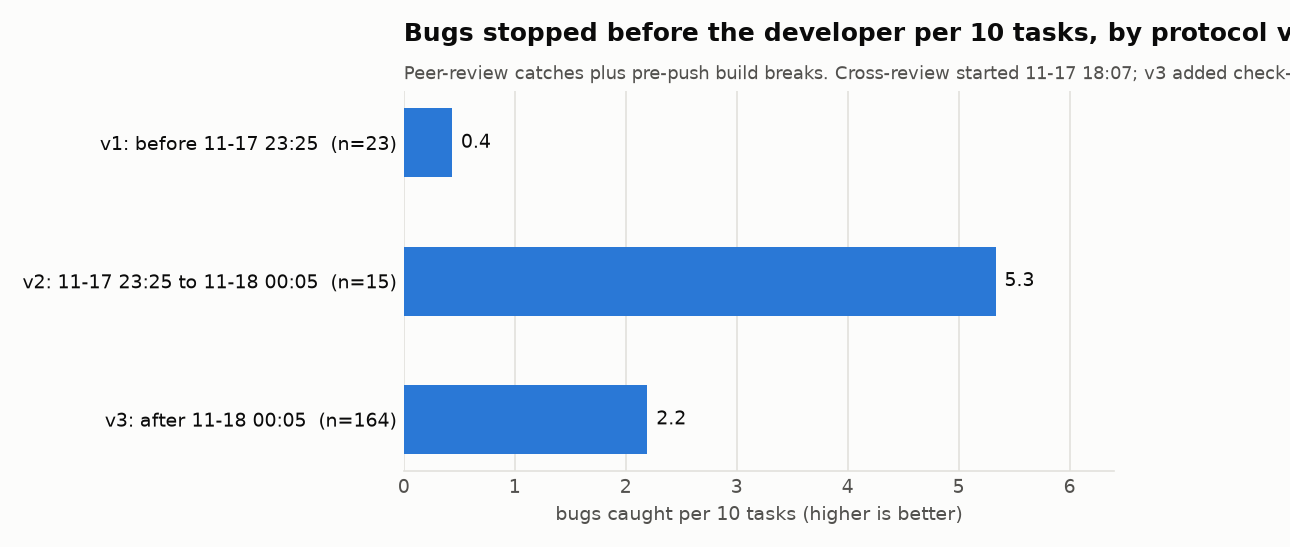 Bugs stopped before the developer per 10 tasks, by protocol
Peer-review catches plus pre-push build breaks. Cross-review started 11-17 18:07; v3 added check-
v1: before 11-17 23:25 (n=23)
0.4
v2: 11-17 23:25 to 11-18 00:05 (n=15)
5.3
v3: after 11-18 00:05 (n=164)
2.2
0 1 2 3 4 5 6
bugs caught per 10 tasks (higher is better)